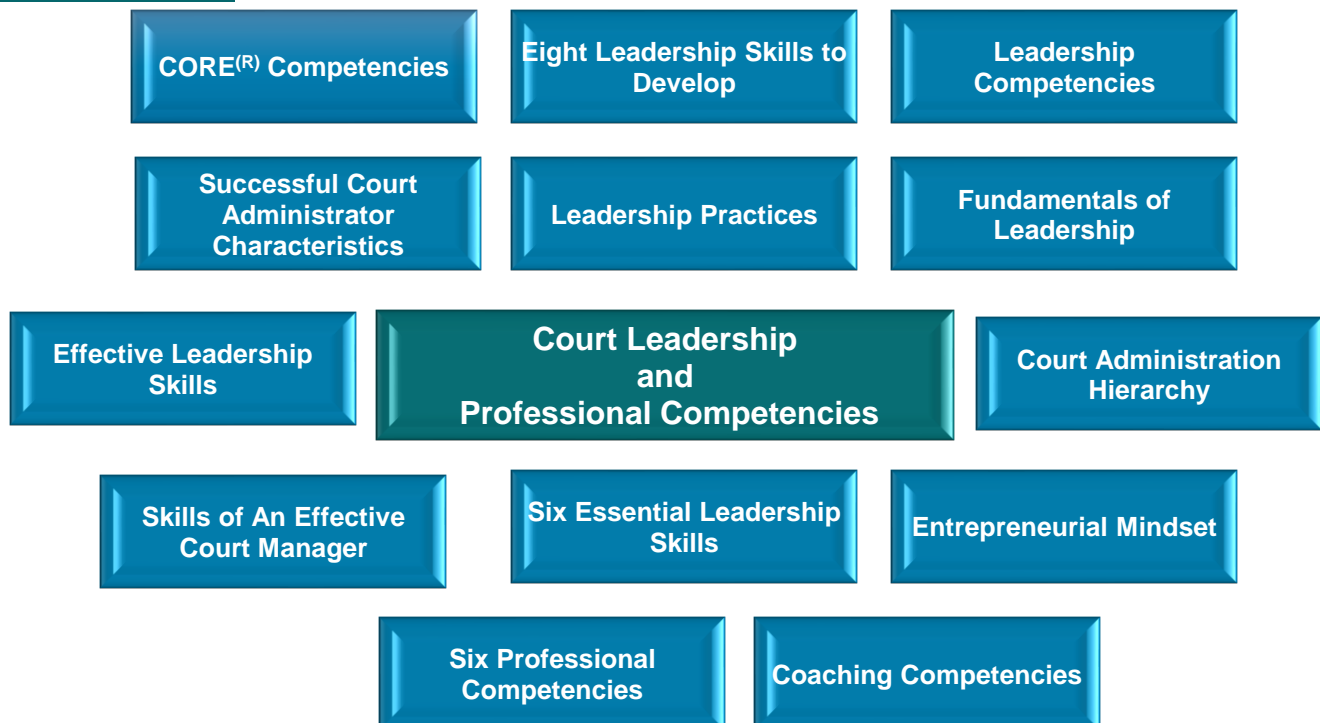 CORE(R) Competencies
Eight Leadership Skills to
Develop
Leadership
Competencies
Successful Court
Administrator
Characteristics
Leadership Practices
Fundamentals of
Leadership
Effective Leadership
Skills
Court Leadership
and
Professional Competencies
Court Administration
Hierarchy
Skills of An Effective
Court Manager
Six Essential Leadership
Skills
Entrepreneurial Mindset
Six Professional
Competencies
Coaching Competencies